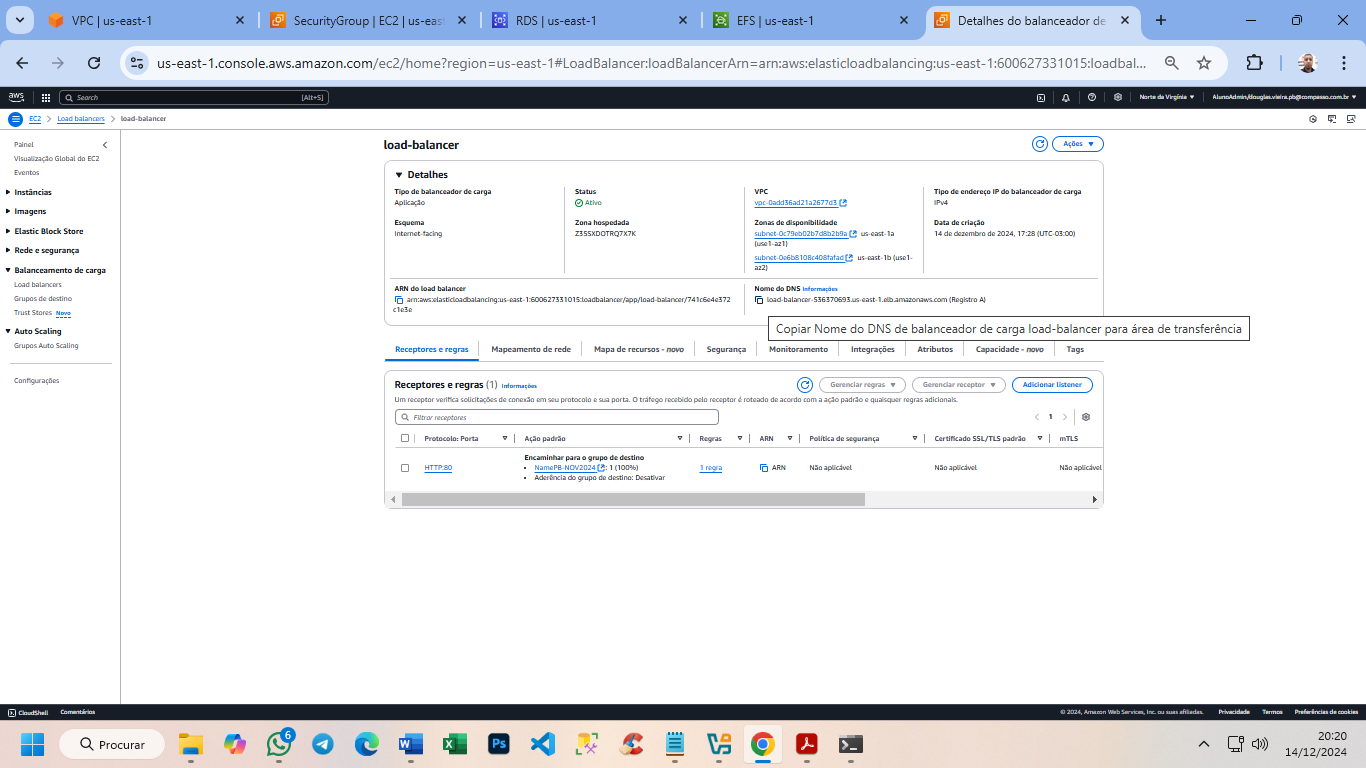 VPC | us-east-1
SecurityGroup | EC2 | us-eas
RDS | us-east-1
EFS | us-east-1
Detalhes do balanceador de
us-east-1.console.aws.amazon.com/ec2/home?region=us-east-1#LoadBalancer:loadBalancerArn=arn:aws:elasticloadbalancing:us-east-1:600627331015:loadbal...
aws
Search
[Alt+S]
Norte da Virgínia
AlunoAdmin/douglas.vieira.pb@compasso.com.br
EC2
Load balancers
load-balancer
Painel
Visualização Global do EC2
Eventos
Instâncias
Imagens
Elastic Block Store
Rede e segurança
Balanceamento de carga
Load balancers
Grupos de destino
Trust Stores Novo
Auto Scaling
Grupos Auto Scaling
Configurações
load-balancer
Ações
Detalhes
Tipo de balanceador de carga
Aplicação
Status
Ativo
VPC
vpc-0add36ad21a2677d3
Tipo de endereço IP do balanceador de carga
IPv4
Esquema
Internet-facing
Zona hospedada
Z35SXDOTRQ7X7K
Zonas de disponibilidade
subnet-0c79eb02b7d8b2b9a us-east-1a
(use1-az1)
subnet-0e6b8108c408fafad us-east-1b (use1-
az2)
Data de criação
14 de dezembro de 2024, 17:28 (UTC-03:00)
ARN do load balancer
arn:aws:elasticloadbalancing:us-east-1:600627331015:loadbalancer/app/load-balancer/741c6e4e372
c1e3e
Nome do DNS Informações
load-balancer-536370693.us-east-1.elb.amazonaws.com (Registro A)
Copiar Nome do DNS de balanceador de carga load-balancer para área de transferência
Receptores e regras
Mapeamento de rede
Mapa de recursos - novo
Segurança
Monitoramento
Integrações
Atributos
Capacidade - novo
Tags
Receptores e regras (1) Informações
Gerenciar regras
Gerenciar receptor
Adicionar listener
Um receptor verifica solicitações de conexão em seu protocolo e sua porta. O tráfego recebido pelo receptor é roteado de acordo com a ação padrão e quaisquer regras adicionais.
Filtrar receptores
1
Protocolo: Porta
Ação padrão
Regras
ARN
Política de segurança
Certificado SSL/TLS padrão
mTLS
HTTP:80
Encaminhar para o grupo de destino
• NamePB-NOV2024 : 1 (100%)
• Aderência do grupo de destino: Desativar
1 regra
ARN
Não aplicável
Não aplicável
Não aplicável
CloudShell
Comentários
© 2024, Amazon Web Services, Inc. ou suas afiliadas.
Privacidade
Termos
Preferências de cookies
Procurar
6
20:20
14/12/2024